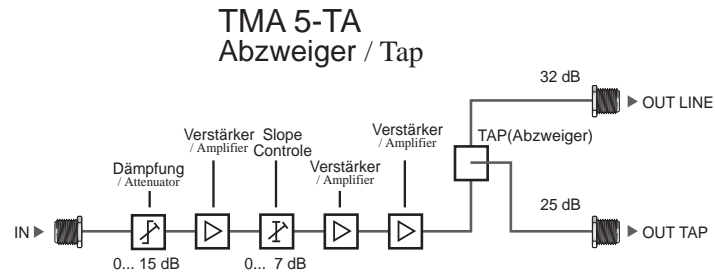 TMA 5-TA
Abzweiger / Tap
32 dB
OUT LINE
Verstärker
/ Amplifier
TAP(Abzweiger)
Verstärker
/ Amplifier
Slope
Controle
Verstärker
/ Amplifier
Dämpfung
/ Attenuator
25 dB
IN
OUT TAP
0... 15 dB
0... 7 dB